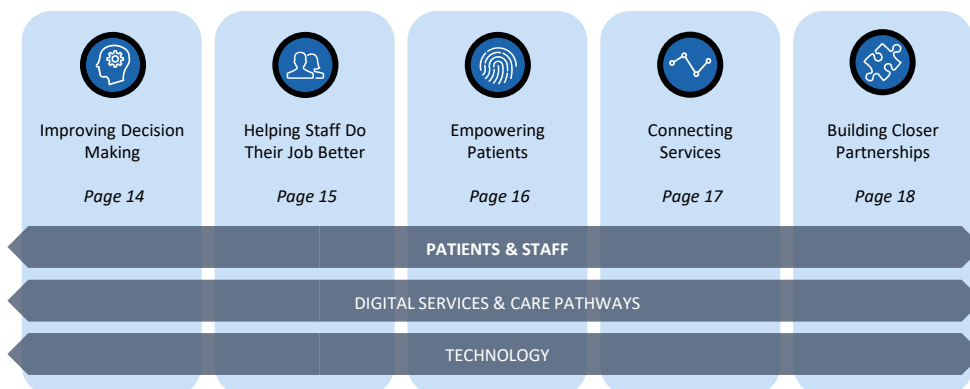 Improving Decision
Making
Page 14
Helping Staff Do
Their Job Better
Page 15
Empowering
Patients
Page 16
Connecting
Services
Page 17
Building Closer
Partnerships
Page 18
PATIENTS & STAFF
DIGITAL SERVICES & CARE PATHWAYS
TECHNOLOGY